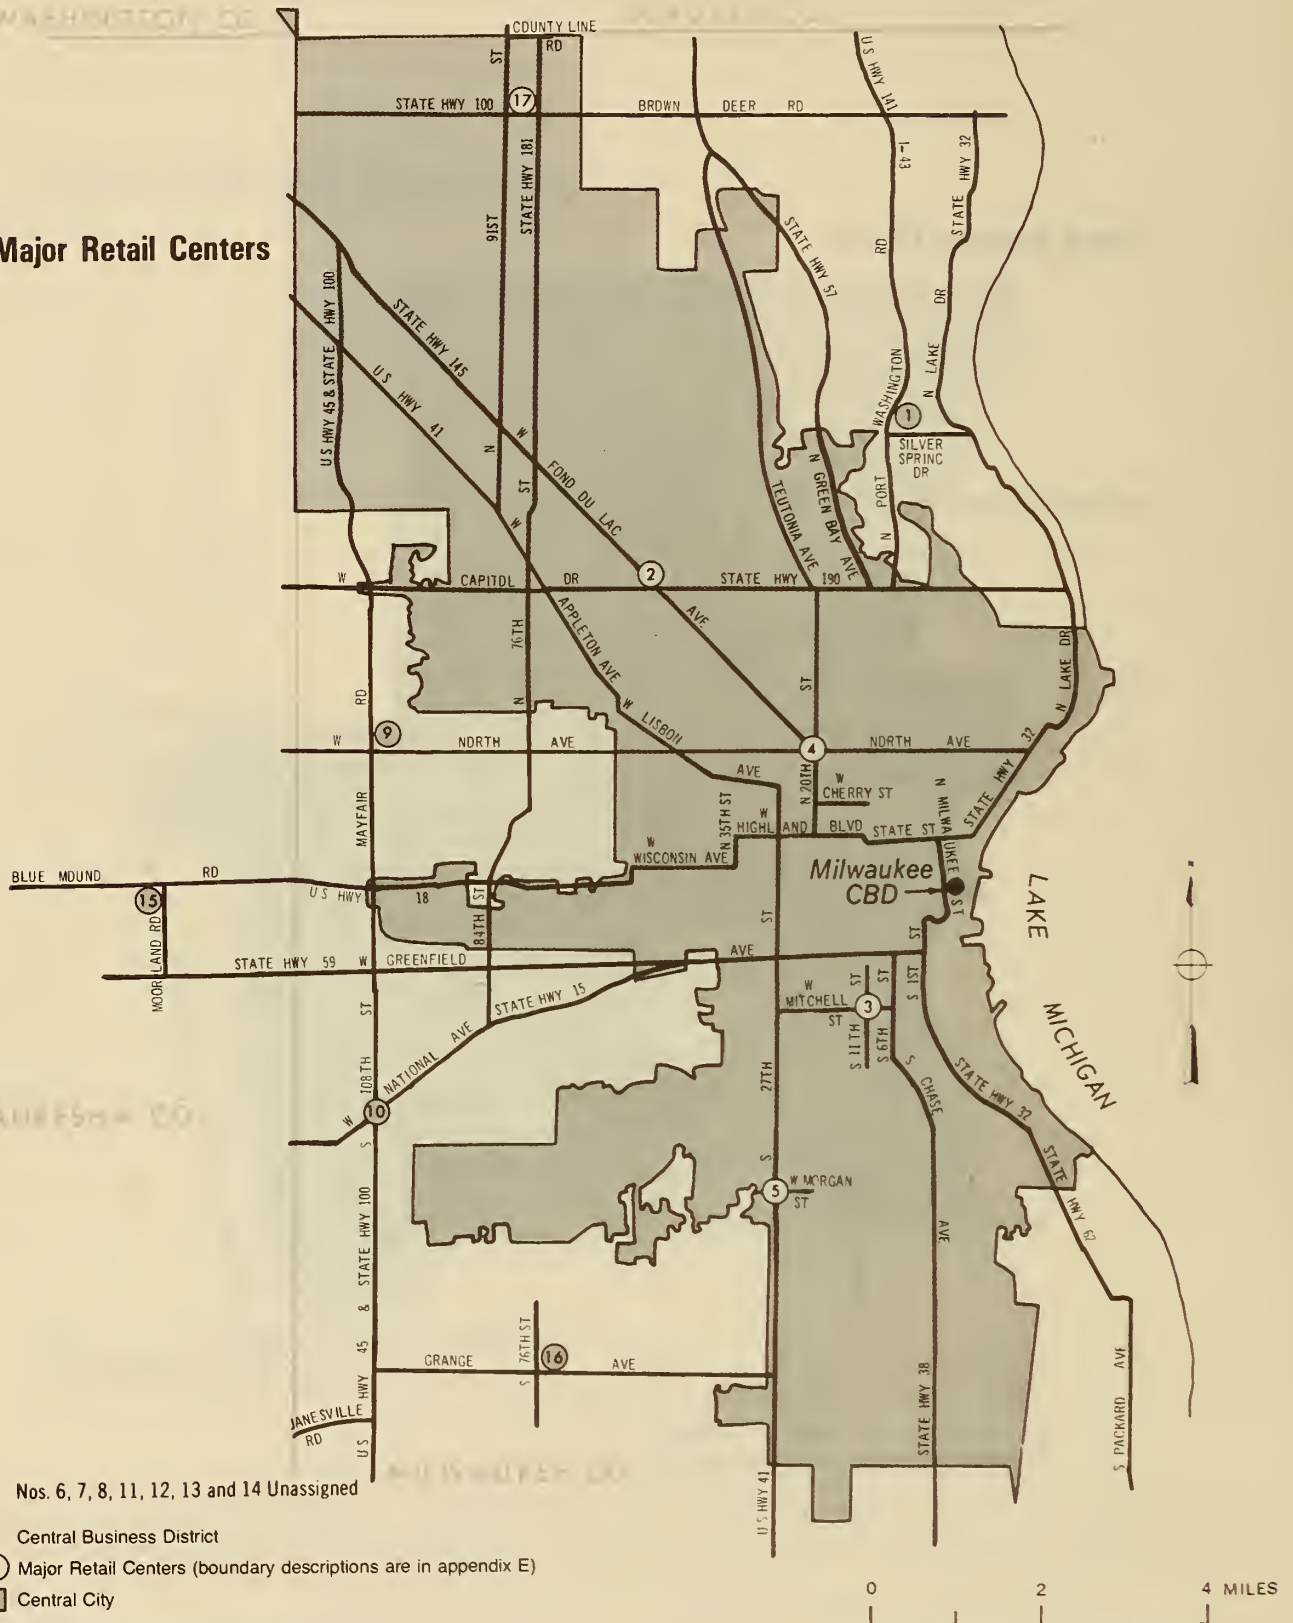 WASHINGTON CO.
COUNTY LINE
RD
ST
STATE HWY 100
17
BROWN DEER RD
US HWY 141
I-43
STATE HWY 32
STATE HWY 181
91ST
Major Retail Centers
STATE HWY 57
RD
DR
US HWY 45 & STATE HWY 100
STATE HWY 145
US HWY 41
N LAKE
WASHINGTON
1
SILVER
SPRING
DR
N
W
FOND DU LAC
ST
W
N GREEN BAY AVE
TEUTONIA AVE
N PORT
W CAPITOL DR
2
STATE HWY 190
AVE
APPLETON AVE
76TH
N
ST
N LAKE DR
RD
W LISBON
AVE
9
W NORTH AVE
4
NORTH AVE
STATE HWY 32
N 20TH
W
CHERRY ST
MAYFAIR
N 35TH ST
W
HIGHLAND BLVD
STATE ST
N MILWAUKEE ST
W
WISCONSIN AVE
Milwaukee
CBD
BLUE MOUND RD
US HWY 18
15
MOORLAND RD
84TH ST
ST
LAKE
MICHIGAN
STATE HWY 59
W GREENFIELD
AVE
ST
S 1ST
ST
ST
STATE HWY 15
W
MITCHELL
ST
3
S 11TH
S 6TH
ST
108TH
S
NATIONAL AVE
W
10
27TH
S
S CHASE
AVE
STATE HWY 32
STATE HWY 62
5
W MORGAN
ST
US HWY 45 & STATE HWY 100
S 76TH ST
16
GRANGE AVE
JANESVILLE
RD
STATE HWY 38
S PACKARD AVE
US HWY 41
Nos. 6, 7, 8, 11, 12, 13 and 14 Unassigned
Central Business District
Major Retail Centers (boundary descriptions are in appendix E)
Central City
0 2 4 MILES